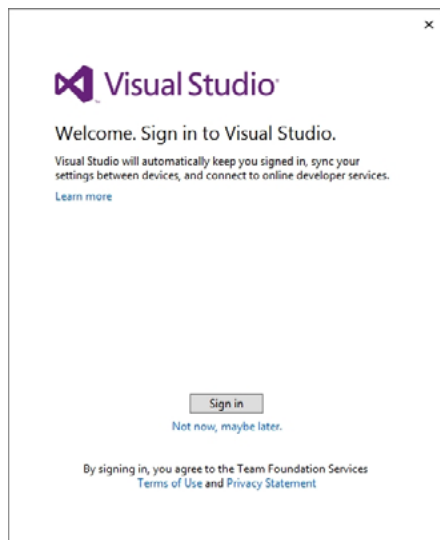 Visual Studio
Welcome. Sign in to Visual Studio.
Visual Studio will automatically keep you signed in, sync your
settings between devices, and connect to online developer services.
Learn more
Sign in
Not now, maybe later.
By signing in, you agree to the Team Foundation Services
Terms of Use and Privacy Statement